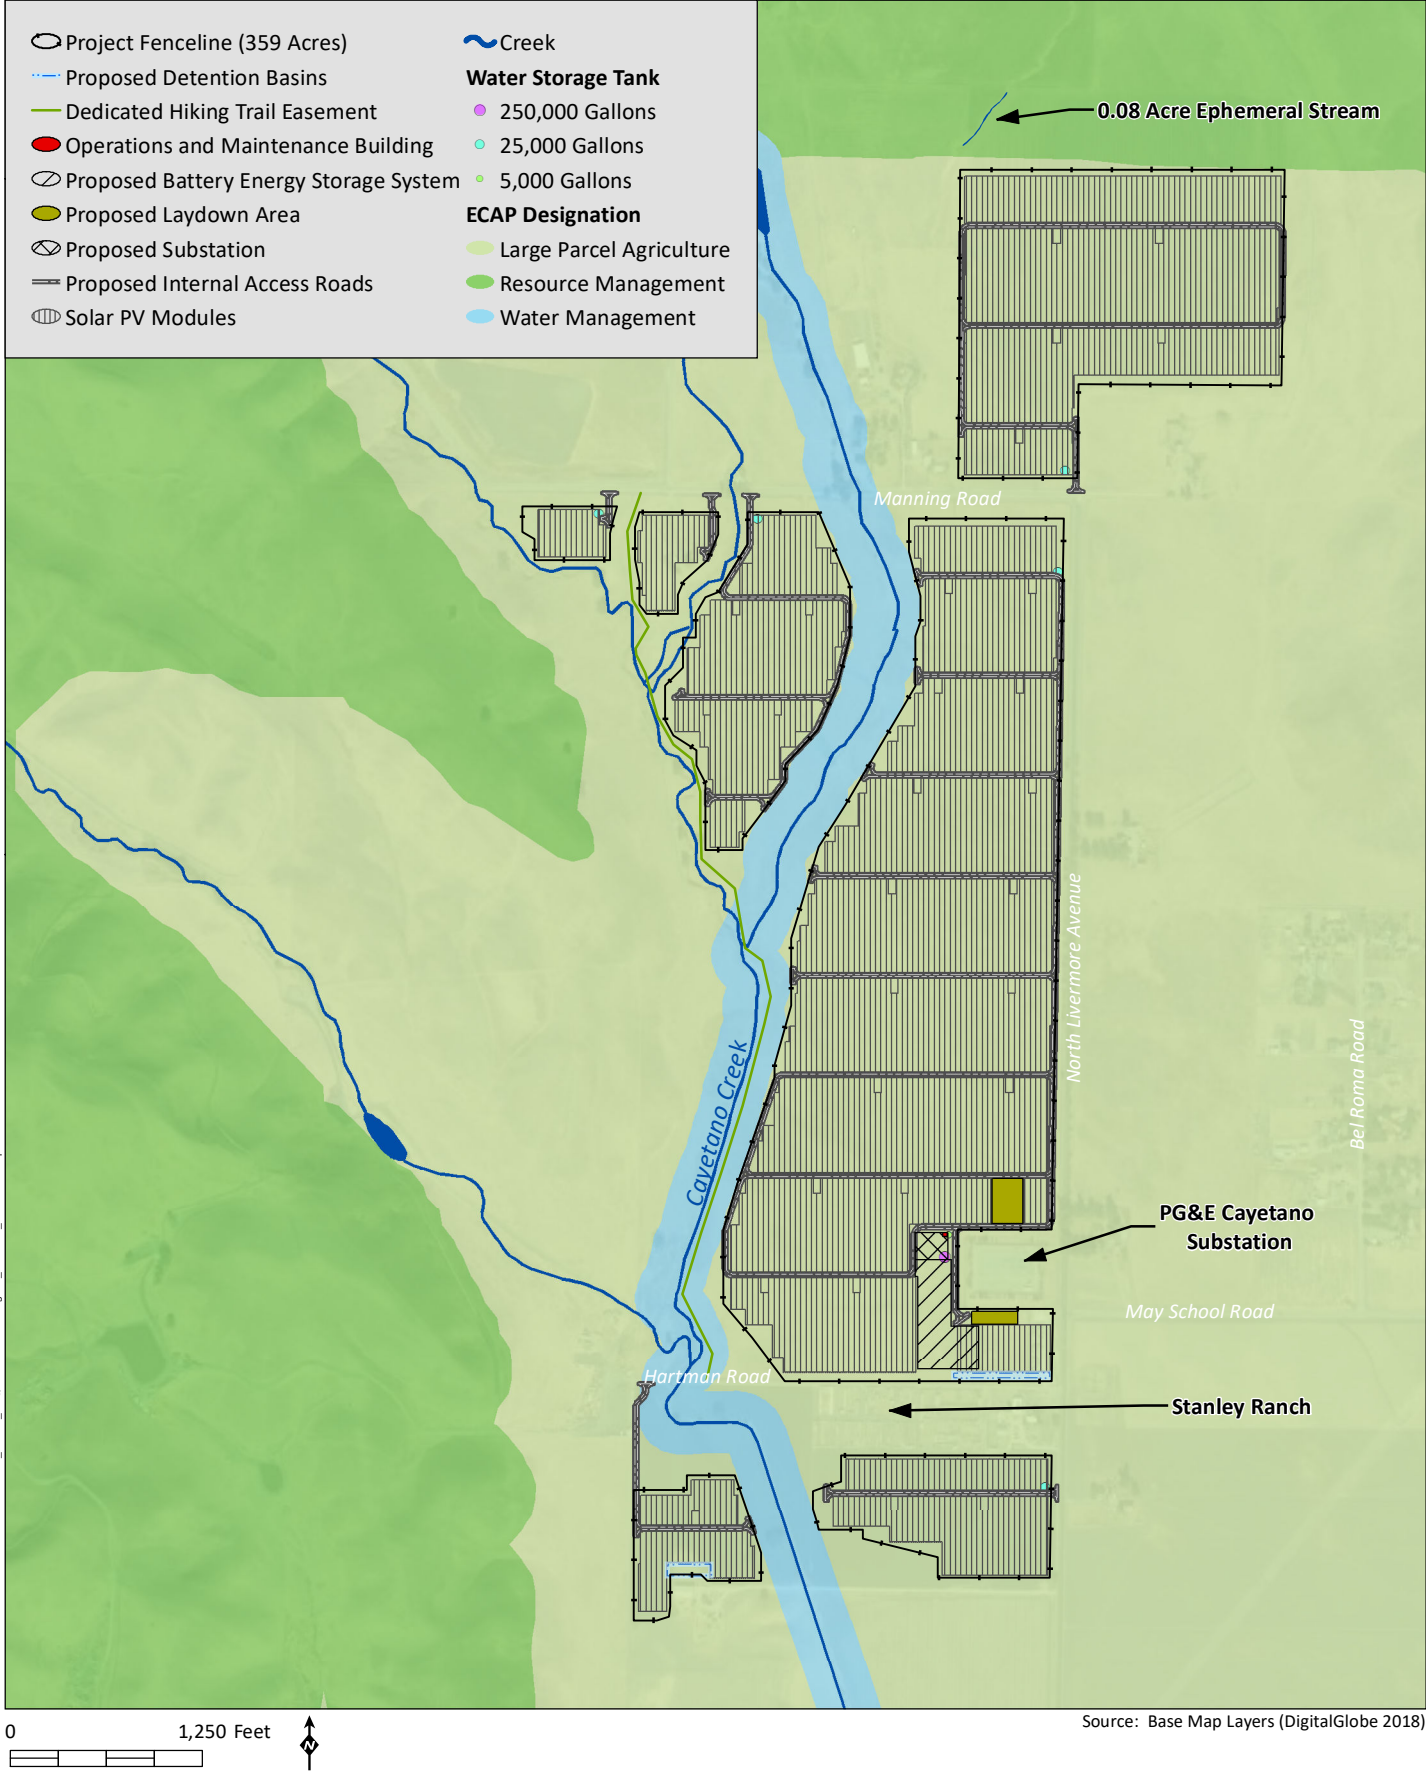 Project Fenceline (359 Acres)
Proposed Detention Basins
Dedicated Hiking Trail Easement
Operations and Maintenance Building
Proposed Battery Energy Storage System
Proposed Laydown Area
Proposed Substation
Proposed Internal Access Roads
Solar PV Modules
Creek
Water Storage Tank
250,000 Gallons
25,000 Gallons
5,000 Gallons
ECAP Designation
Large Parcel Agriculture
Resource Management
Water Management
0.08 Acre Ephemeral Stream
Manning Road
North Livermore Avenue
Bel Roma Road
Cayetano Creek
PG&E Cayetano
Substation
May School Road
Hartman Road
Stanley Ranch
0 1,250 Feet
N
Source: Base Map Layers (DigitalGlobe 2018)